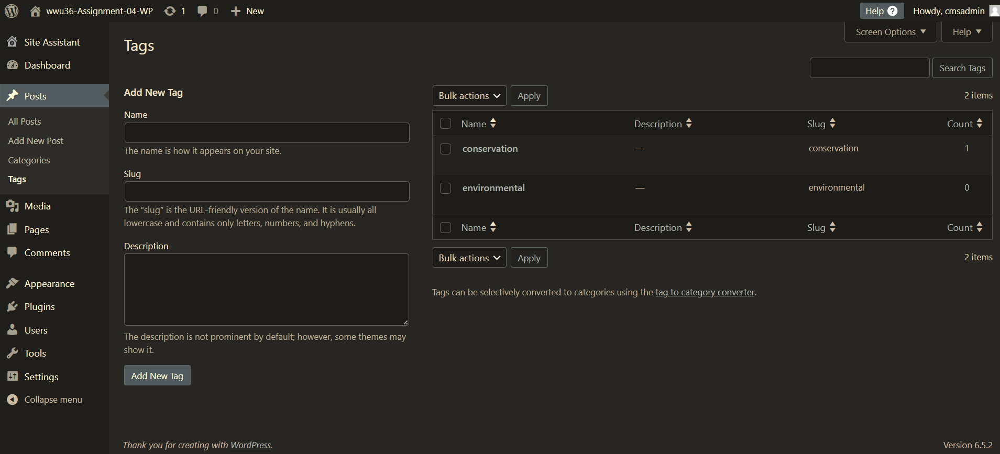 wwu36-Assignment-04-WP 1 0 New Help ? Howdy, cmsadmin
Site Assistant
Dashboard
Posts
All Posts
Add New Post
Categories
Tags
Media
Pages
Comments
Appearance
Plugins
Users
Tools
Settings
Collapse menu
Screen Options Help
Tags
Search Tags
Add New Tag
Name
The name is how it appears on your site.
Slug
The “slug” is the URL-friendly version of the name. It is usually all
lowercase and contains only letters, numbers, and hyphens.
Description
The description is not prominent by default; however, some themes may
show it.
Add New Tag
Bulk actions Apply 2 items
Name Description Slug Count
conservation — conservation 1
environmental — environmental 0
Name Description Slug Count
Bulk actions Apply 2 items
Tags can be selectively converted to categories using the tag to category converter.
Thank you for creating with WordPress. Version 6.5.2